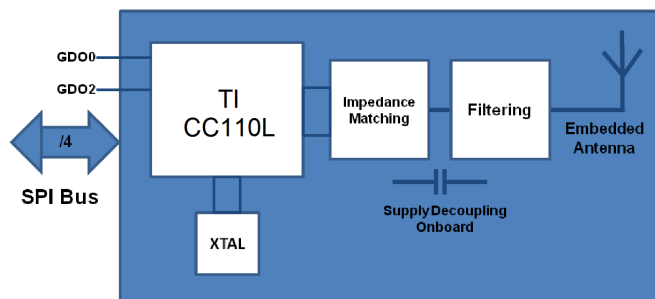 GDO0
GDO2
/4
SPI Bus
TI
CC110L
XTAL
Impedance
Matching
Filtering
Embedded
Antenna
Supply Decoupling
Onboard